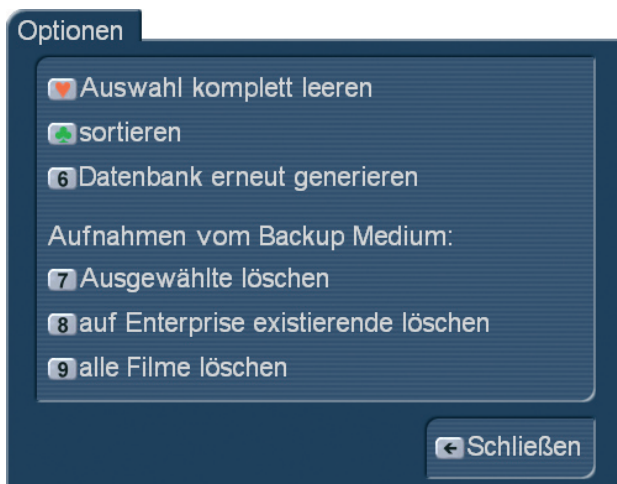 Optionen
Auswahl komplett leeren
sortieren
6 Datenbank erneut generieren
Aufnahmen vom Backup Medium:
7 Ausgewählte löschen
8 auf Enterprise existierende löschen
9 alle Filme löschen
Schließen